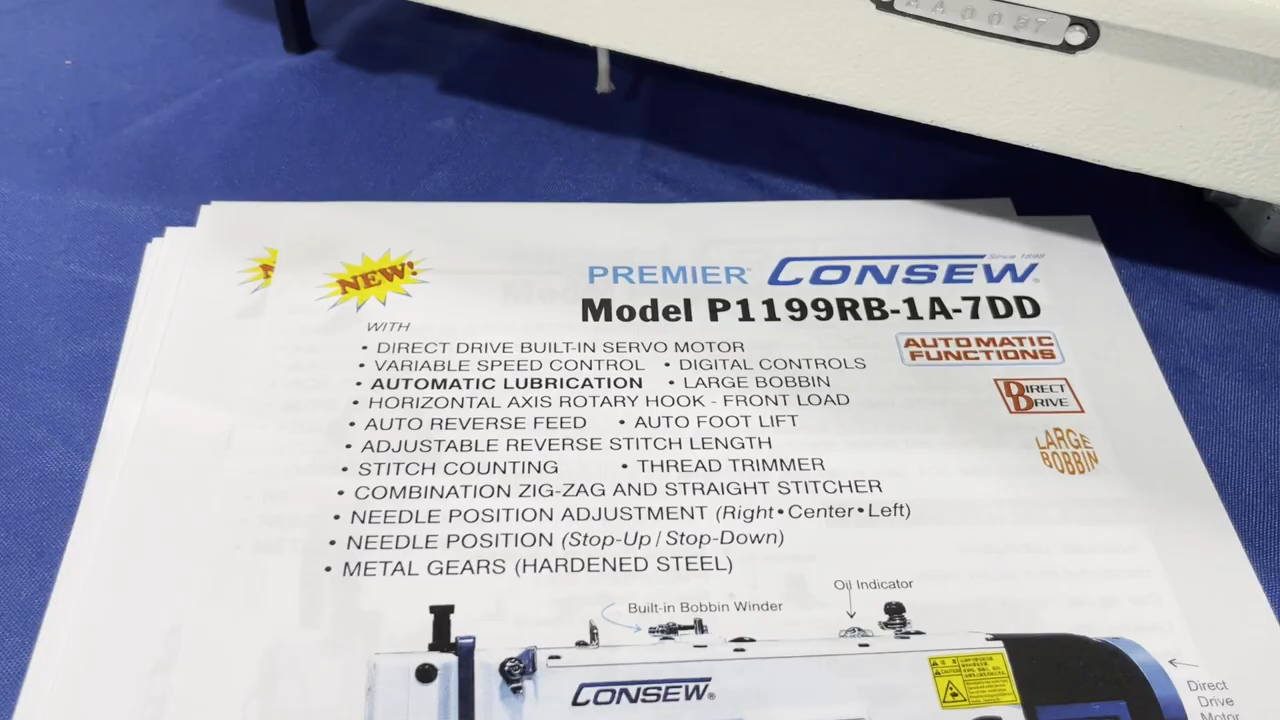 AA0057
NEW!
PREMIER CONSEW® Since 1898
Model P1199RB-1A-7DD
WITH
• DIRECT DRIVE BUILT-IN SERVO MOTOR
• VARIABLE SPEED CONTROL • DIGITAL CONTROLS
• AUTOMATIC LUBRICATION • LARGE BOBBIN
• HORIZONTAL AXIS ROTARY HOOK - FRONT LOAD
• AUTO REVERSE FEED • AUTO FOOT LIFT
• ADJUSTABLE REVERSE STITCH LENGTH
• STITCH COUNTING • THREAD TRIMMER
• COMBINATION ZIG-ZAG AND STRAIGHT STITCHER
• NEEDLE POSITION ADJUSTMENT (Right•Center•Left)
• NEEDLE POSITION (Stop-Up/Stop-Down)
• METAL GEARS (HARDENED STEEL)
AUTOMATIC
FUNCTIONS
DIRECT
DRIVE
LARGE
BOBBIN
Oil Indicator
Built-in Bobbin Winder
CONSEW®
CAUTION
Direct
Drive
Motor